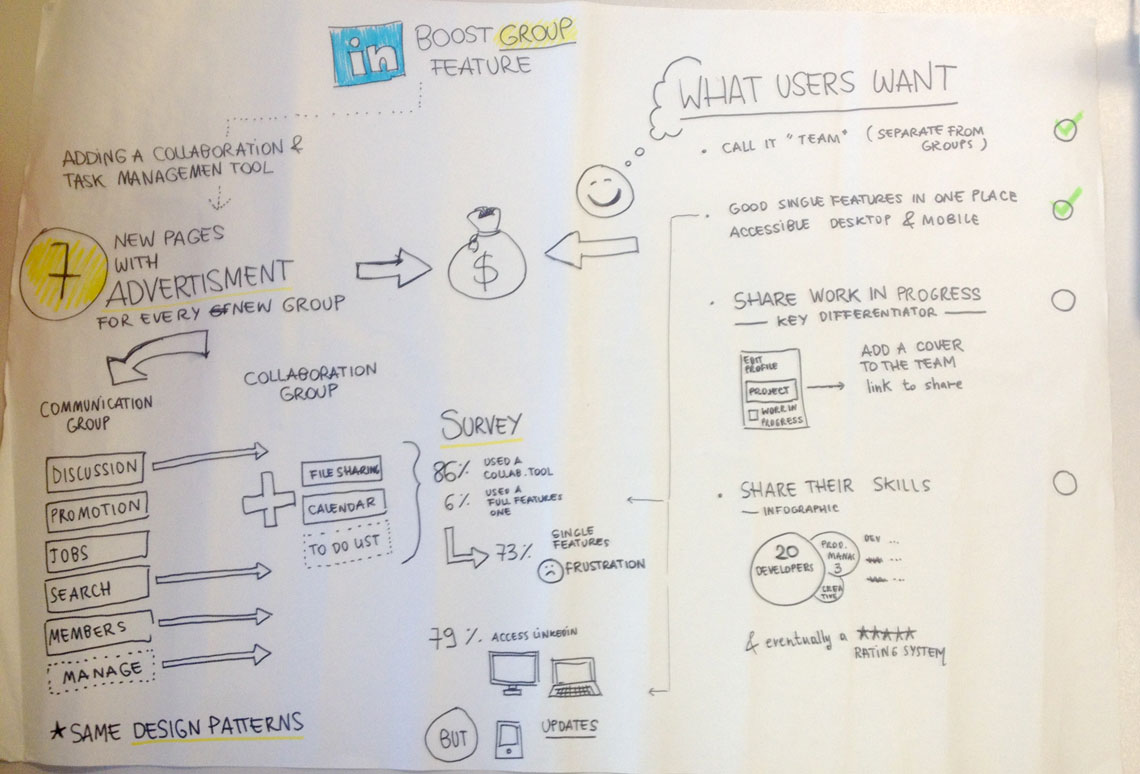 in BOOST GROUP
FEATURE
ADDING A COLLABORATION &
TASK MANAGEMEN TOOL
7
NEW PAGES
WITH
ADVERTISMENT
FOR EVERY NEW GROUP
$
COMMUNICATION
GROUP
DISCUSSION
PROMOTION
JOBS
SEARCH
MEMBERS
MANAGE
★SAME DESIGN PATTERNS
COLLABORATION
GROUP
FILE SHARING
CALENDAR
TO DO LIST
SURVEY
86% USED A
COLLAB.TOOL
6% USED A
FULL FEATURES
ONE
73% SINGLE
FEATURES
FRUSTRATION
79% ACCESS LINKEDIN
BUT UPDATES
WHAT USERS WANT
• CALL IT "TEAM" (SEPARATE FROM
GROUPS)
• GOOD SINGLE FEATURES IN ONE PLACE
ACCESSIBLE DESKTOP & MOBILE
• SHARE WORK IN PROGRESS
— KEY DIFFERENTIATOR —
EDIT
PROFILE
PROJECT
WORK IN
PROGRESS
ADD A COVER
TO THE TEAM
link to share
• SHARE THEIR SKILLS
— INFOGRAPHIC
20
DEVELOPERS
PROD.
MANAG
3
CREA
TIVE
DEV ...
& eventually a ★★★★★
RATING SYSTEM